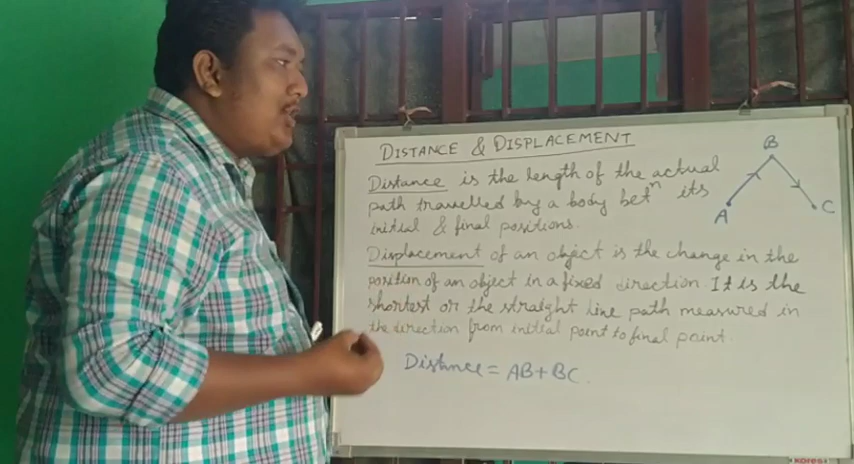 DISTANCE & DISPLACEMENT
Distance is the length of the actual
path travelled by a body betⁿ its
initial & final positions.
Displacement of an object is the change in the
position of an object in a fixed direction. It is the
shortest or the straight line path measured in
the direction from initial point to final point.
Distance = AB + BC.
B
A
C
KORES